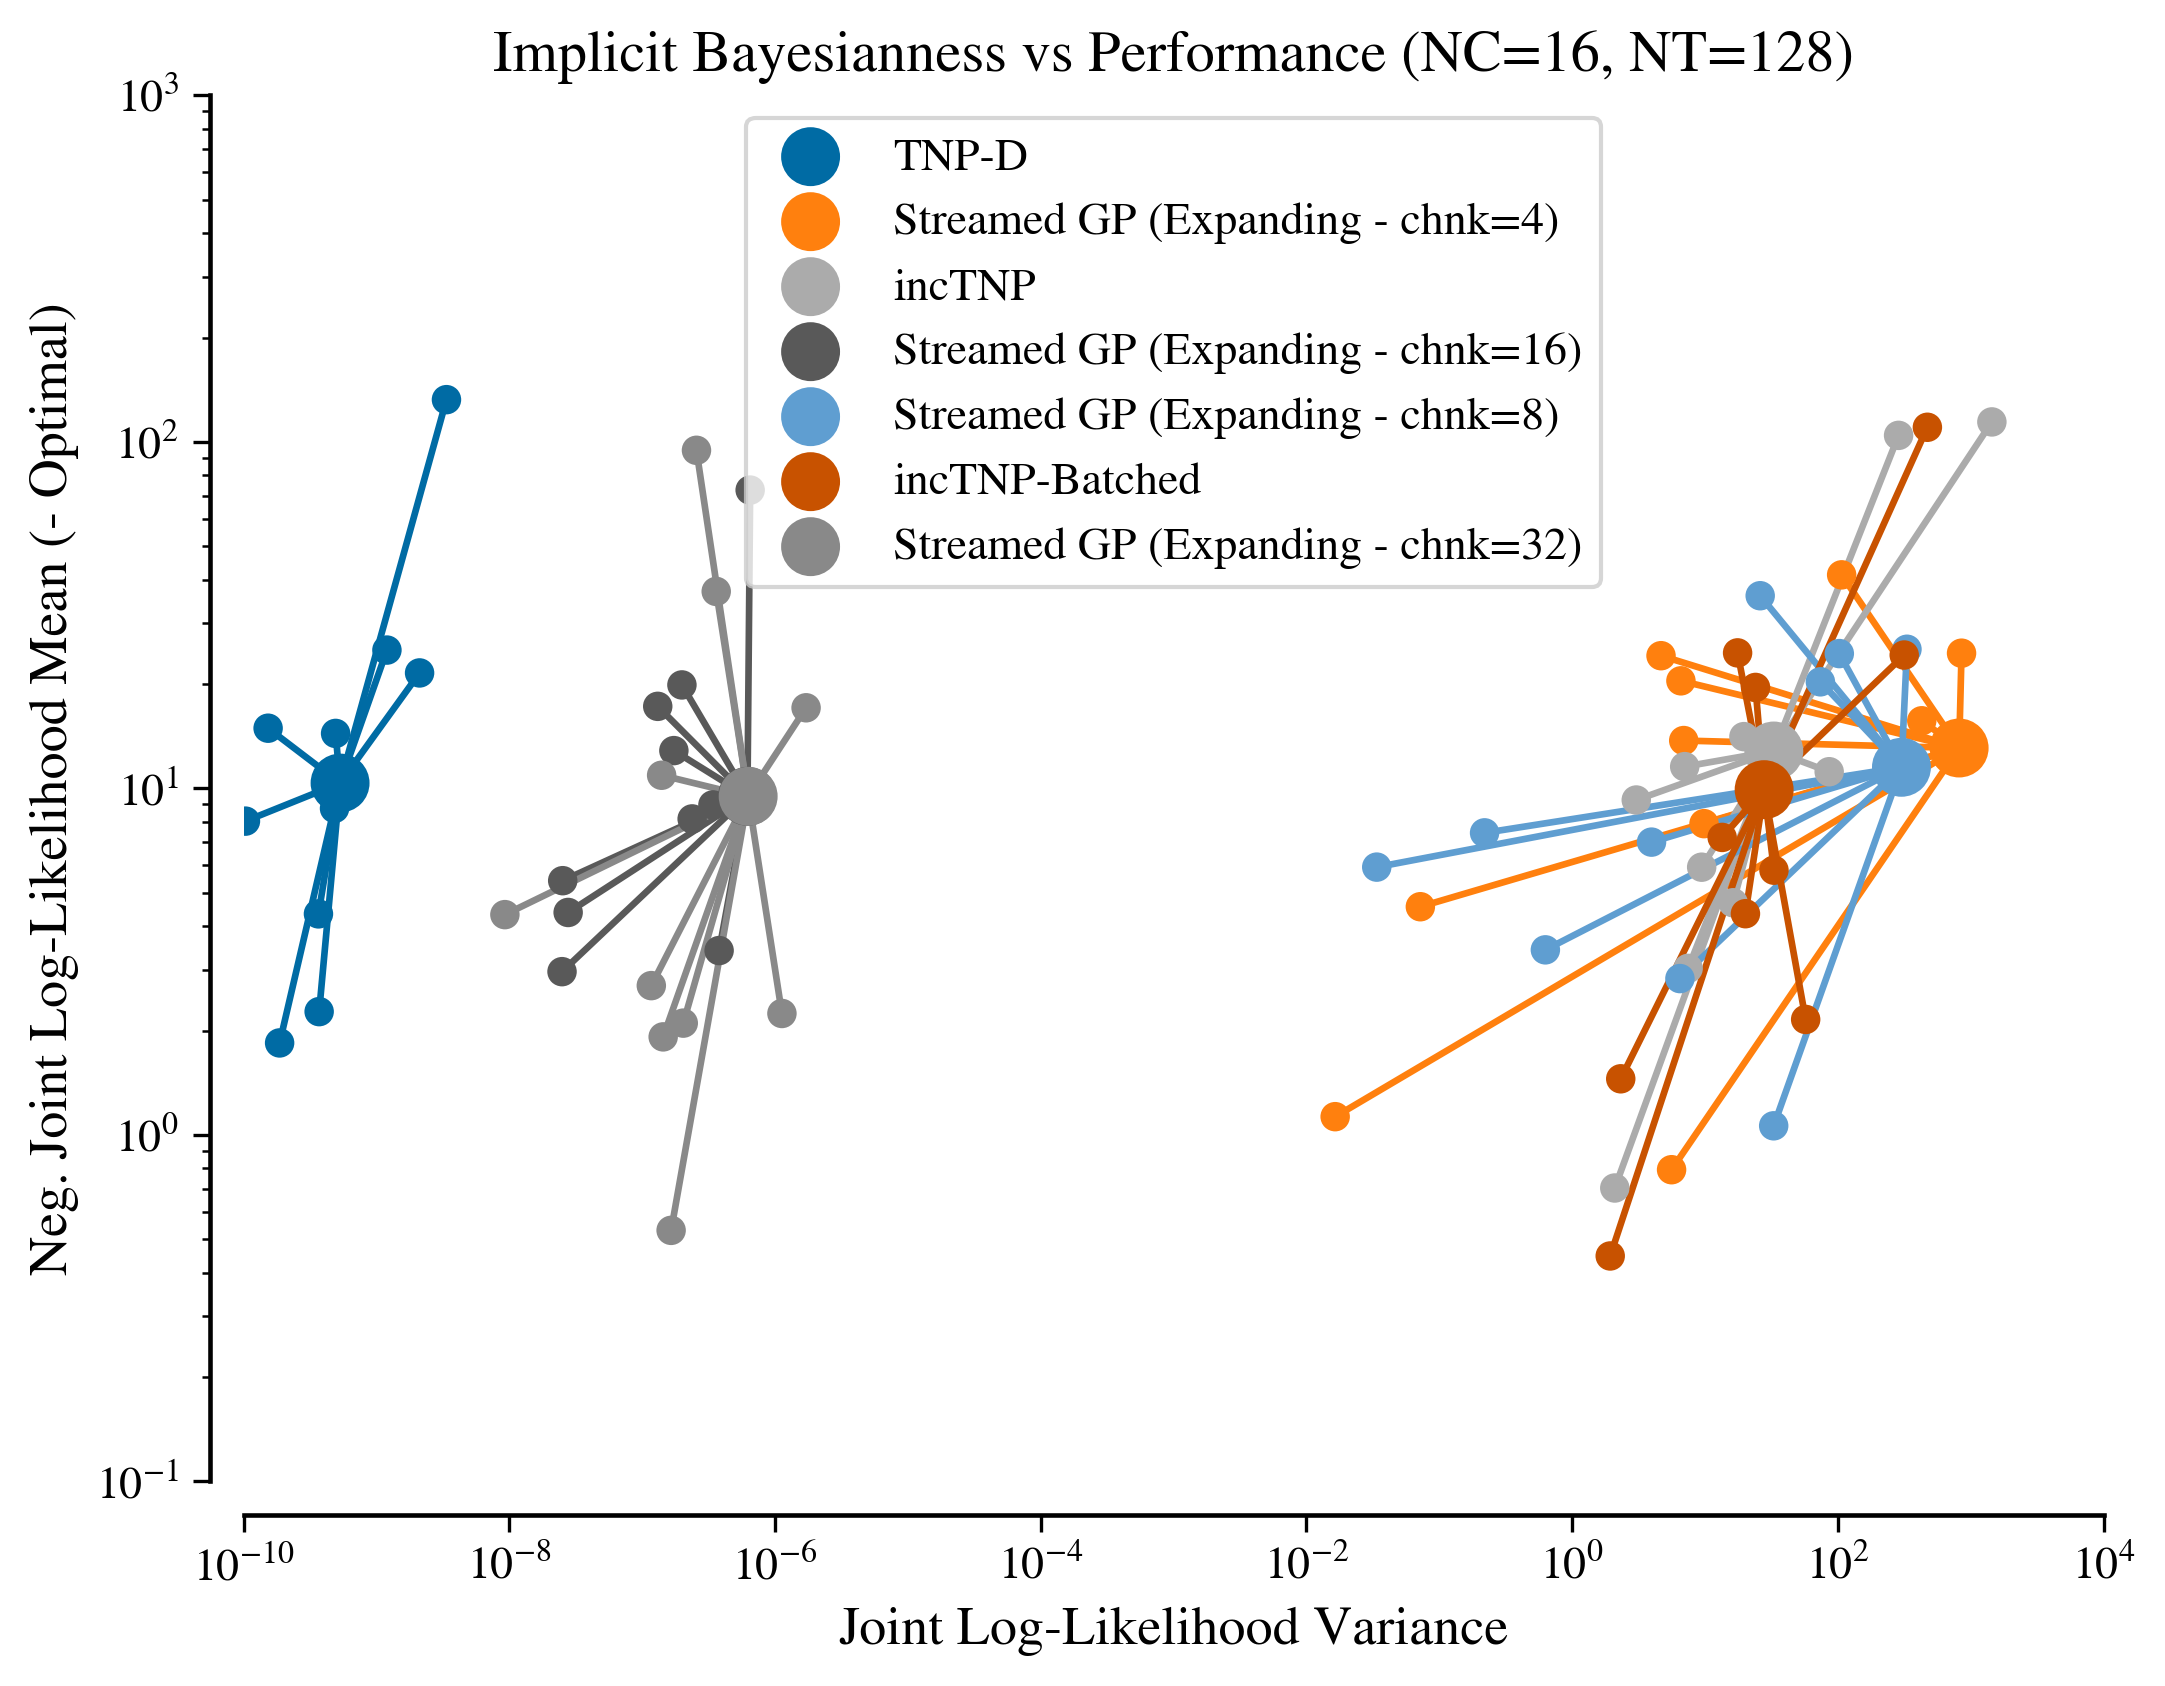 Implicit Bayesianness vs Performance (NC=16, NT=128)
10³
10²
10¹
10⁰
10⁻¹
Neg. Joint Log-Likelihood Mean (- Optimal)
TNP-D
Streamed GP (Expanding - chnk=4)
incTNP
Streamed GP (Expanding - chnk=16)
Streamed GP (Expanding - chnk=8)
incTNP-Batched
Streamed GP (Expanding - chnk=32)
10⁻¹⁰ 10⁻⁸ 10⁻⁶ 10⁻⁴ 10⁻² 10⁰ 10² 10⁴
Joint Log-Likelihood Variance